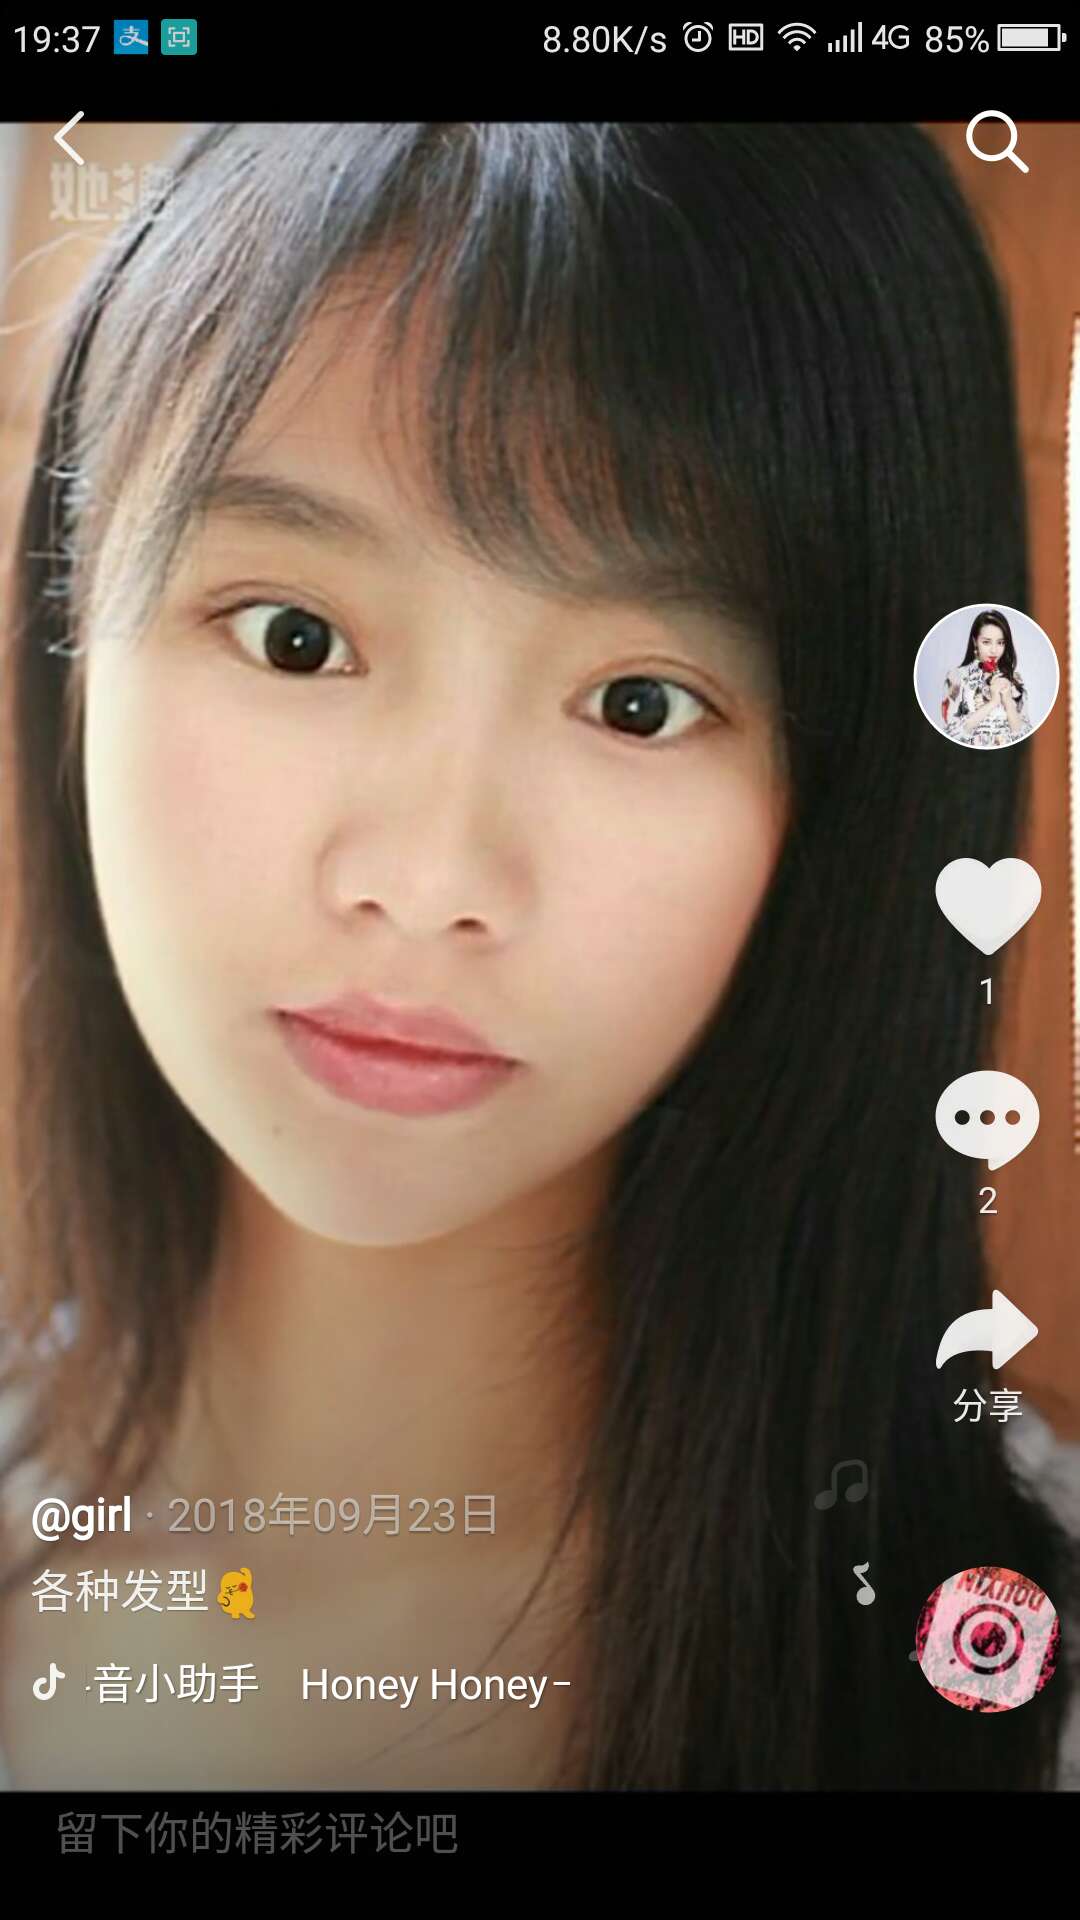 19:37 支 8.80K/s HD 4G 85%
她
1
2
分享
@girl · 2018年09月23日
各种发型
音小助手 Honey Honey-
留下你的精彩评论吧